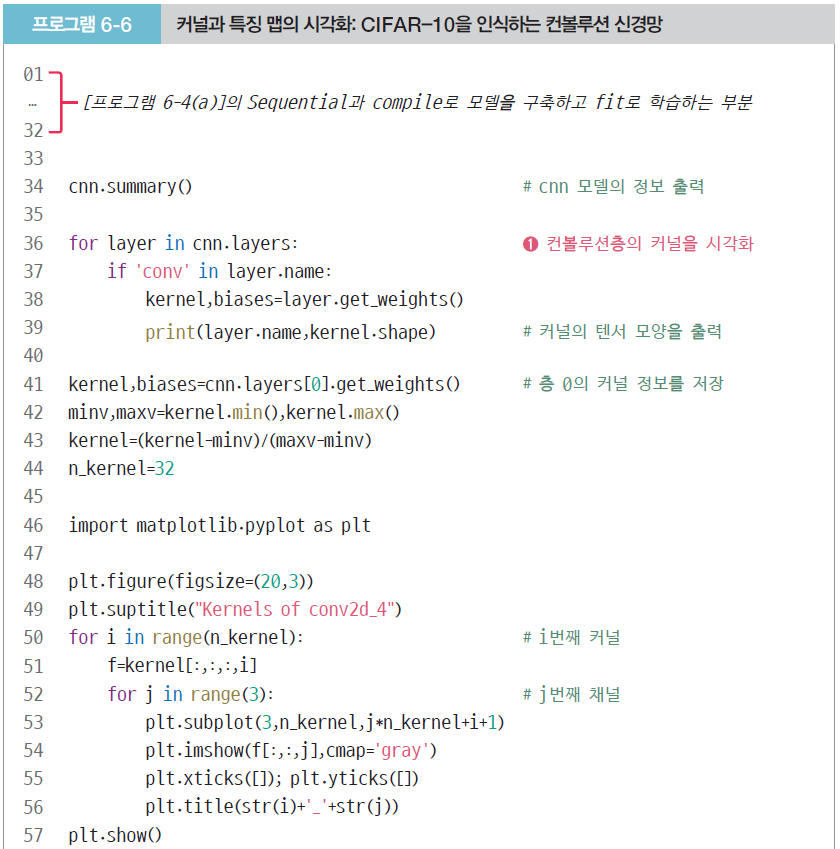 프로그램 6-6 커널과 특징 맵의 시각화: CIFAR-10을 인식하는 컨볼루션 신경망
01
… [프로그램 6-4(a)]의 Sequential과 compile로 모델을 구축하고 fit로 학습하는 부분
32
33
34 cnn.summary() # cnn 모델의 정보 출력
35
36 for layer in cnn.layers: ❶ 컨볼루션층의 커널을 시각화
37 if 'conv' in layer.name:
38 kernel,biases=layer.get_weights()
39 print(layer.name,kernel.shape) # 커널의 텐서 모양을 출력
40
41 kernel,biases=cnn.layers[0].get_weights() # 층 0의 커널 정보를 저장
42 minv,maxv=kernel.min(),kernel.max()
43 kernel=(kernel-minv)/(maxv-minv)
44 n_kernel=32
45
46 import matplotlib.pyplot as plt
47
48 plt.figure(figsize=(20,3))
49 plt.suptitle("Kernels of conv2d_4")
50 for i in range(n_kernel): # i번째 커널
51 f=kernel[:,:,:,i]
52 for j in range(3): # j번째 채널
53 plt.subplot(3,n_kernel,j*n_kernel+i+1)
54 plt.imshow(f[:,:,j],cmap='gray')
55 plt.xticks([]); plt.yticks([])
56 plt.title(str(i)+'_'+str(j))
57 plt.show()